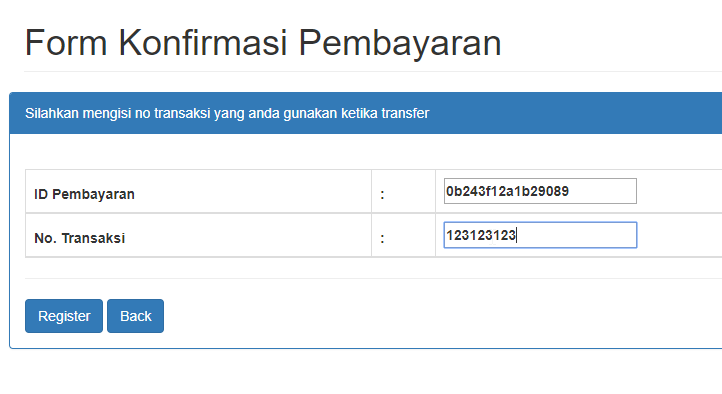 Form Konfirmasi Pembayaran
Silahkan mengisi no transaksi yang anda gunakan ketika transfer
ID Pembayaran : 0b243f12a1b29089
No. Transaksi : 123123123
Register Back